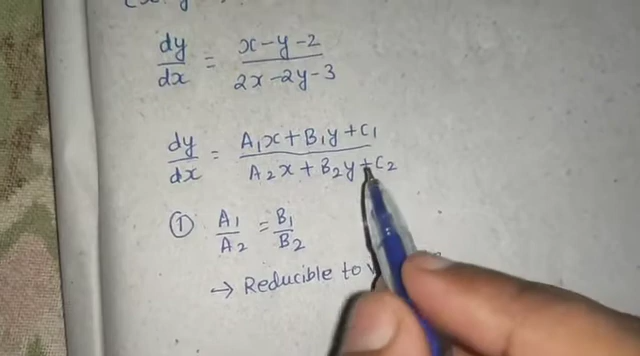 dy/dx = x-y-2/2x-2y-3
dy/dx = A₁x+B₁y+C₁/A₂x+B₂y+C₂
① A₁/A₂ = B₁/B₂
→ Reducible to